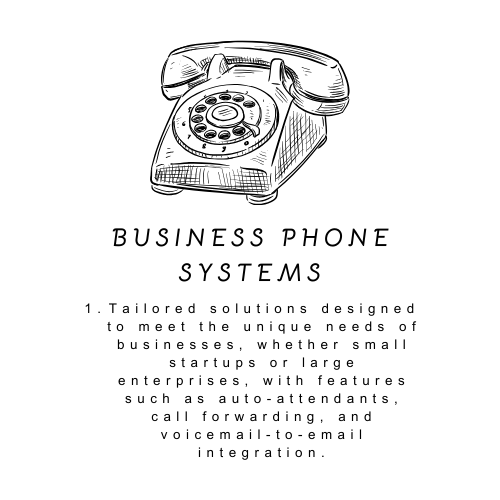 BUSINESS PHONE
SYSTEMS
1. Tailored solutions designed
to meet the unique needs of
businesses, whether small
startups or large
enterprises, with features
such as auto-attendants,
call forwarding, and
voicemail-to-email
integration.